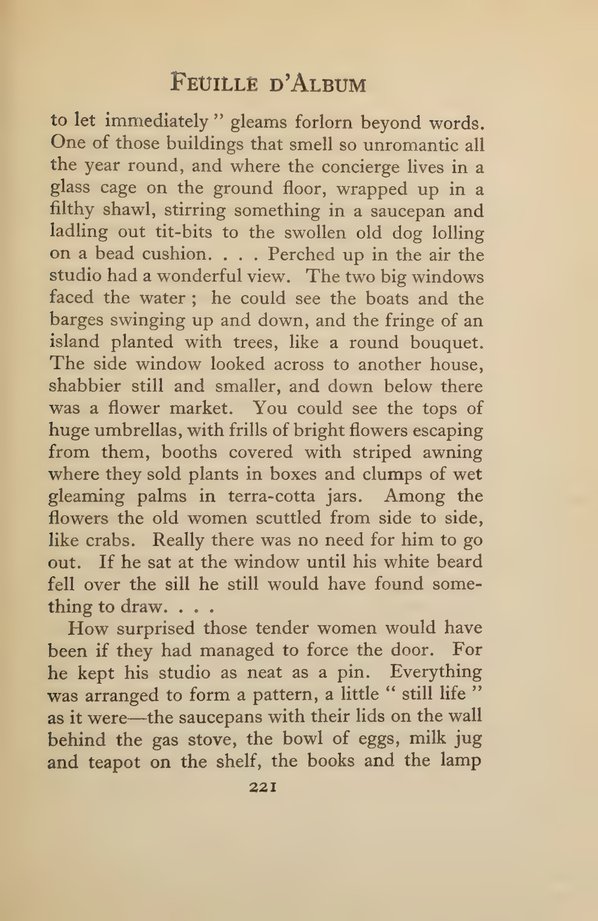 Feuille d'Album
to let immediately" gleams forlorn beyond words.
One of those buildings that smell so unromantic all
the year round, and where the concierge lives in a
glass cage on the ground floor, wrapped up in a
filthy shawl, stirring something in a saucepan and
ladling out tit-bits to the swollen old dog lolling
on a bead cushion. . . . Perched up in the air the
studio had a wonderful view. The two big windows
faced the water ; he could see the boats and the
barges swinging up and down, and the fringe of an
island planted with trees, like a round bouquet.
The side window looked across to another house,
shabbier still and smaller, and down below there
was a flower market. You could see the tops of
huge umbrellas, with frills of bright flowers escaping
from them, booths covered with striped awning
where they sold plants in boxes and clumps of wet
gleaming palms in terra-cotta jars. Among the
flowers the old women scuttled from side to side,
like crabs. Really there was no need for him to go
out. If he sat at the window until his white beard
fell over the sill he still would have found some-
thing to draw. . . .
How surprised those tender women would have
been if they had managed to force the door. For
he kept his studio as neat as a pin. Everything
was arranged to form a pattern, a little " still life "
as it were—the saucepans with their lids on the wall
behind the gas stove, the bowl of eggs, milk jug
and teapot on the shelf, the books and the lamp
221